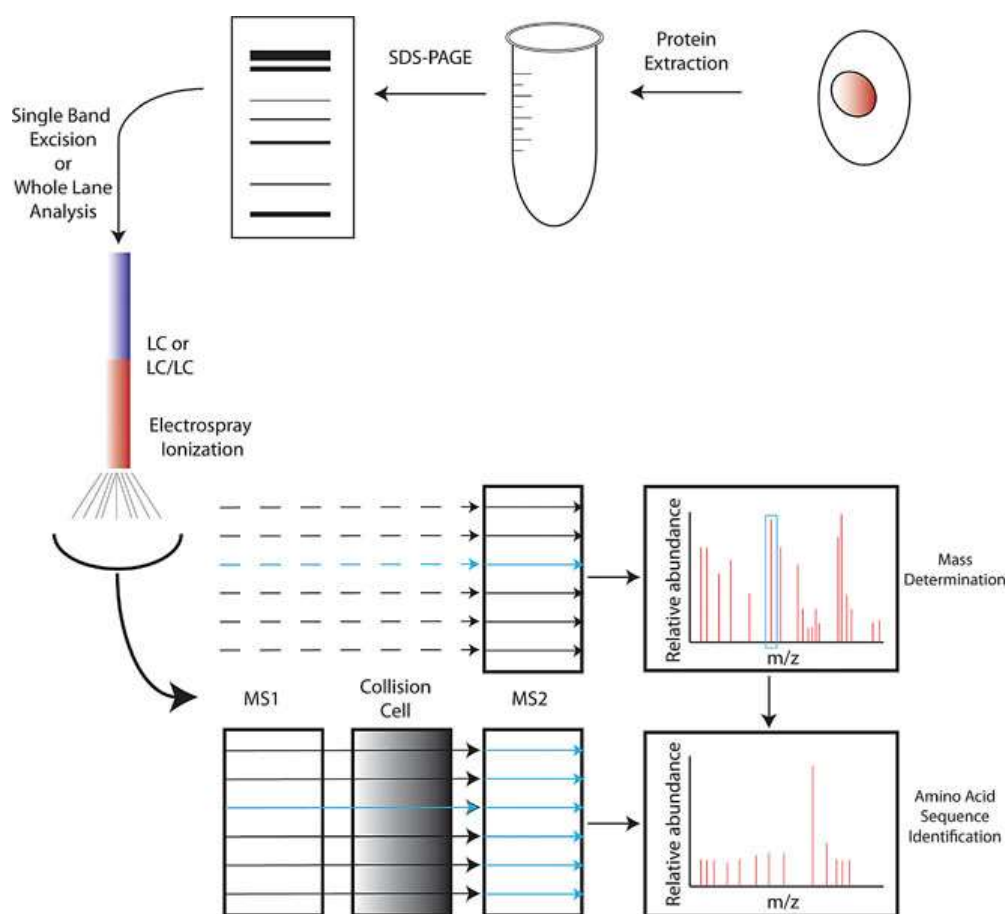 SDS-PAGE
Protein
Extraction
Single Band
Excision
or
Whole Lane
Analysis
LC or
LC/LC
Electrospray
Ionization
Relative abundance
m/z
Mass
Determination
MS1
Collision
Cell
MS2
Relative abundance
m/z
Amino Acid
Sequence
Identification